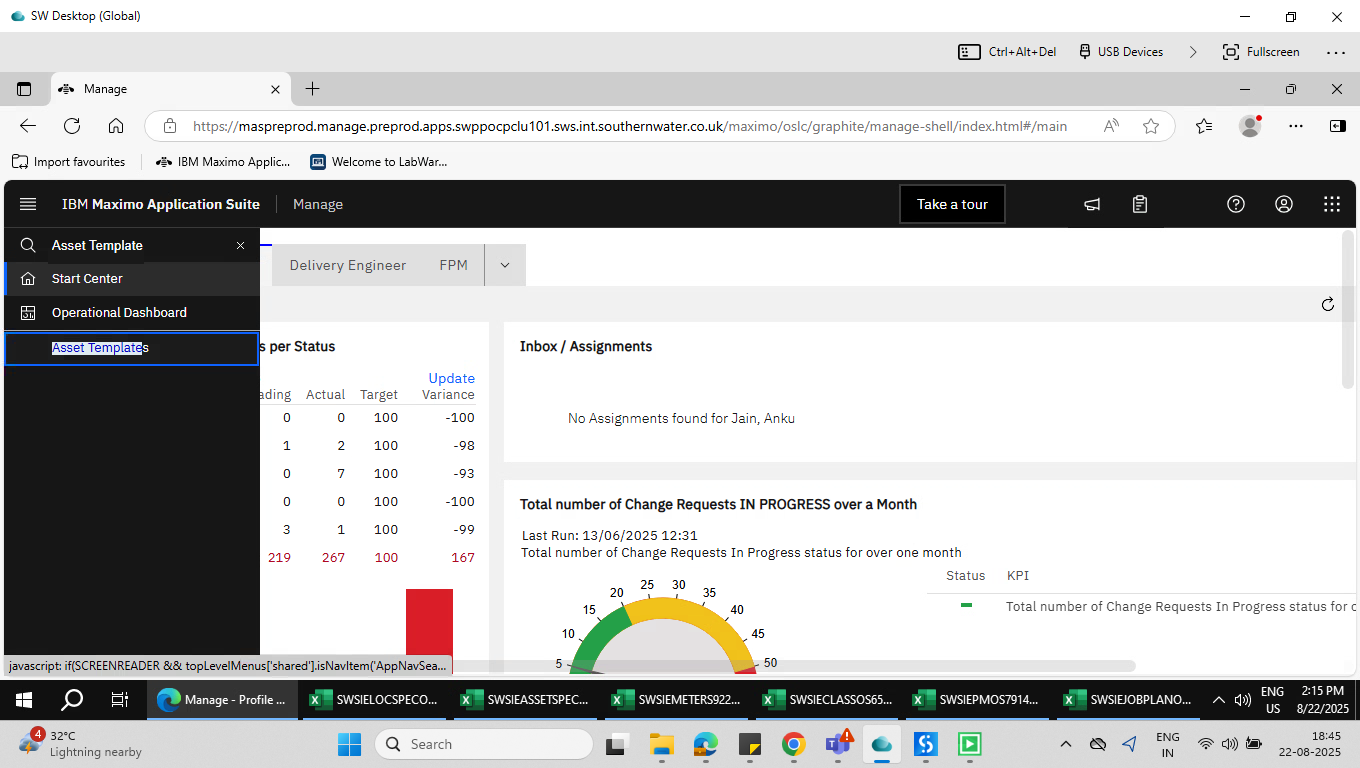 SW Desktop (Global)
Ctrl+Alt+Del
USB Devices
Fullscreen
Manage
https://maspreprod.manage.preprod.apps.swppocpclu101.sws.int.southernwater.co.uk/maximo/oslc/graphite/manage-shell/index.html#/main
Import favourites
IBM Maximo Applic...
Welcome to LabWar...
IBM Maximo Application Suite
Manage
Take a tour
Asset Template
Start Center
Operational Dashboard
Asset Templates
Delivery Engineer
FPM
s per Status
Update
ading Actual Target Variance
0 0 100 -100
1 2 100 -98
0 7 100 -93
0 0 100 -100
3 1 100 -99
219 267 100 167
Inbox / Assignments
No Assignments found for Jain, Anku
Total number of Change Requests IN PROGRESS over a Month
Last Run: 13/06/2025 12:31
Total number of Change Requests In Progress status for over one month
5
10
15
20
25
30
35
40
45
50
Status KPI
Total number of Change Requests In Progress status for o
javascript: if(SCREENREADER && topLevelMenus['shared'].isNavItem('AppNavSea...
Manage - Profile ...
SWSIELOCSPECO...
SWSIEASSETSPEC...
SWSIEMETERS922...
SWSIECLASSOS65...
SWSIEPMOS7914...
SWSIEJOBPLANO...
ENG
US
2:15 PM
8/22/2025
4
32°C
Lightning nearby
Search
ENG
IN
18:45
22-08-2025